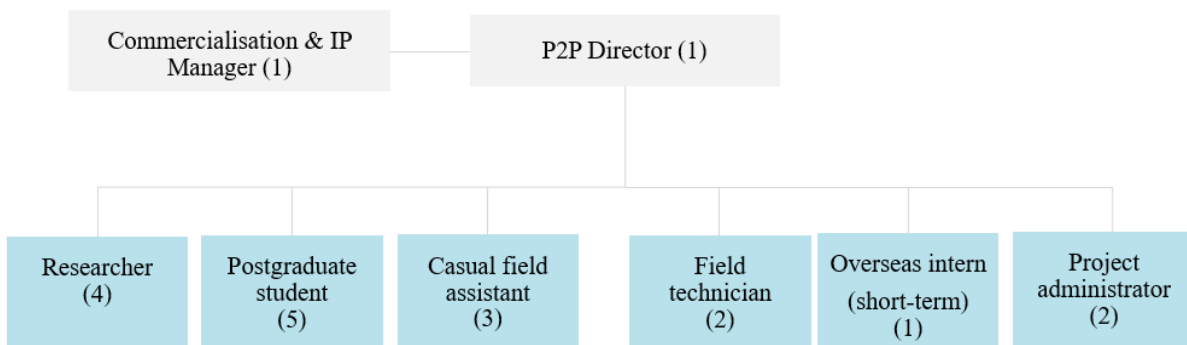 Commercialisation & IP
Manager (1)
P2P Director (1)
Researcher
(4)
Postgraduate
student
(5)
Casual field
assistant
(3)
Field
technician
(2)
Overseas intern
(short-term)
(1)
Project
administrator
(2)